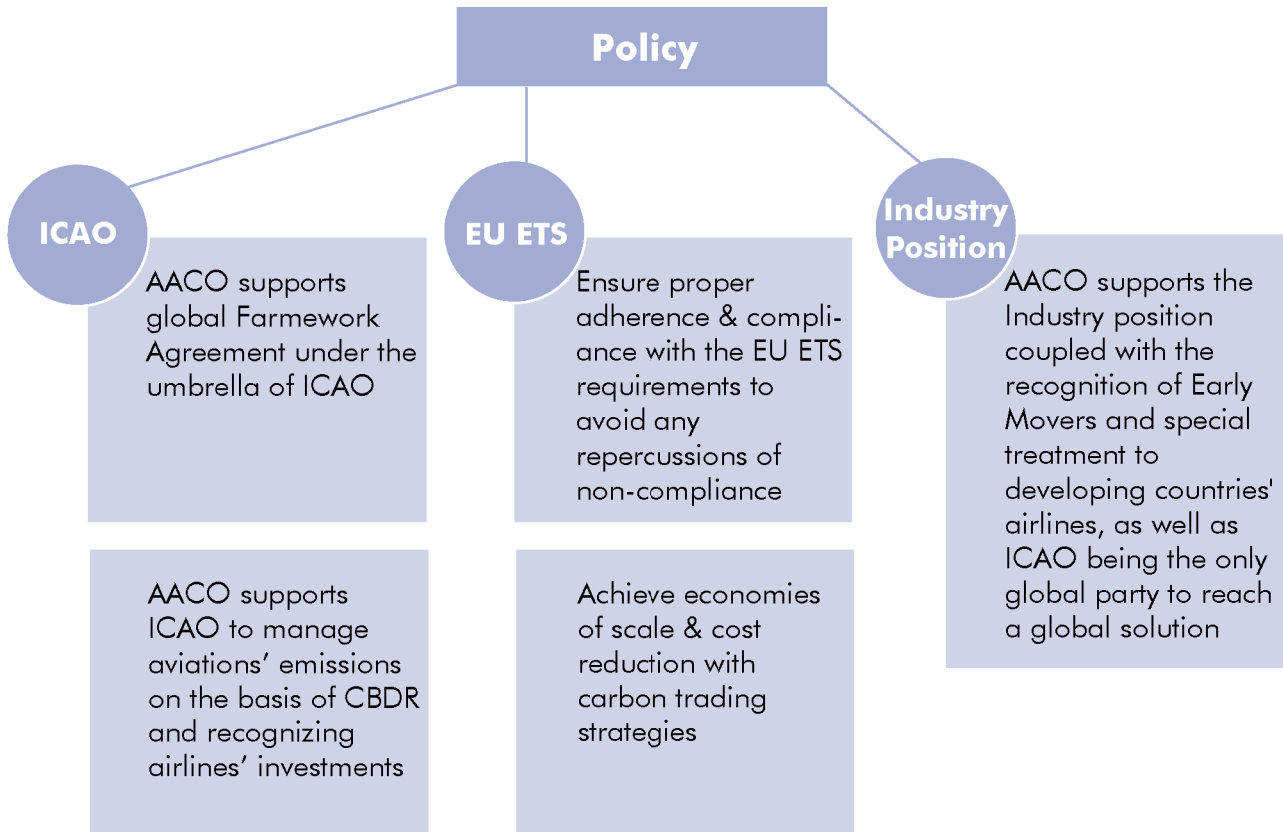 Policy
ICAO
AACO supports
global Farmework
Agreement under the
umbrella of ICAO
AACO supports
ICAO to manage
aviations’ emissions
on the basis of CBDR
and recognizing
airlines’ investments
EU ETS
Ensure proper
adherence & compli-
ance with the EU ETS
requirements to
avoid any
repercussions of
non-compliance
Achieve economies
of scale & cost
reduction with
carbon trading
strategies
Industry
Position
AACO supports the
Industry position
coupled with the
recognition of Early
Movers and special
treatment to
developing countries'
airlines, as well as
ICAO being the only
global party to reach
a global solution